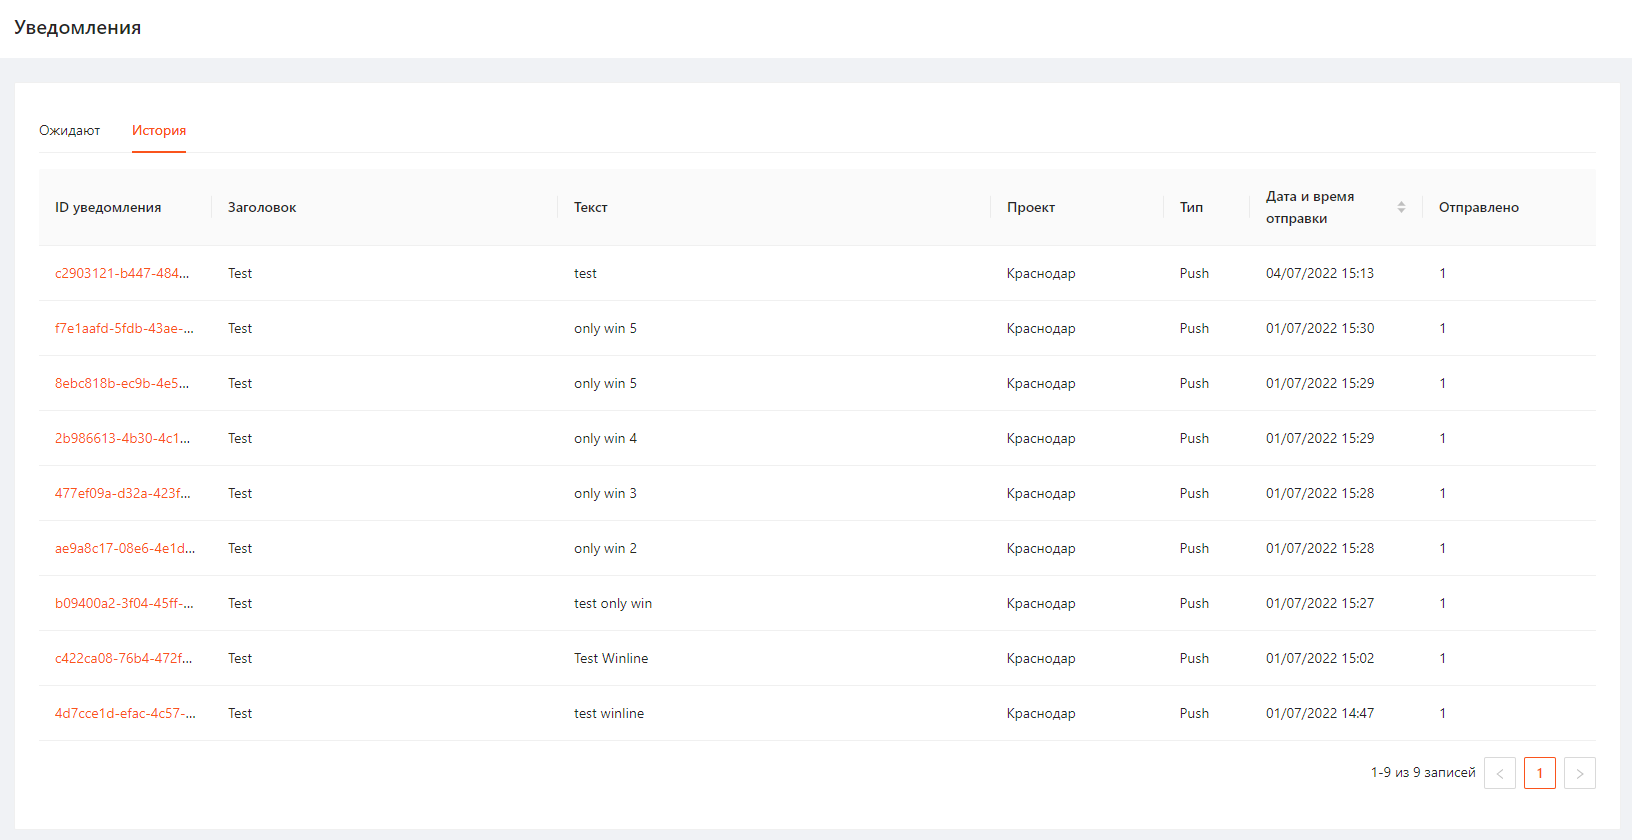 Уведомления
Ожидают История
ID уведомления Заголовок Текст Проект Тип Дата и время отправки Отправлено
c2903121-b447-484... Test test Краснодар Push 04/07/2022 15:13 1
f7e1aafd-5fdb-43ae-... Test only win 5 Краснодар Push 01/07/2022 15:30 1
8ebc818b-ec9b-4e5... Test only win 5 Краснодар Push 01/07/2022 15:29 1
2b986613-4b30-4c1... Test only win 4 Краснодар Push 01/07/2022 15:29 1
477ef09a-d32a-423f... Test only win 3 Краснодар Push 01/07/2022 15:28 1
ae9a8c17-08e6-4e1d... Test only win 2 Краснодар Push 01/07/2022 15:28 1
b09400a2-3f04-45ff-... Test test only win Краснодар Push 01/07/2022 15:27 1
c422ca08-76b4-472f... Test Test Winline Краснодар Push 01/07/2022 15:02 1
4d7cce1d-efac-4c57-... Test test winline Краснодар Push 01/07/2022 14:47 1
1-9 из 9 записей < 1 >